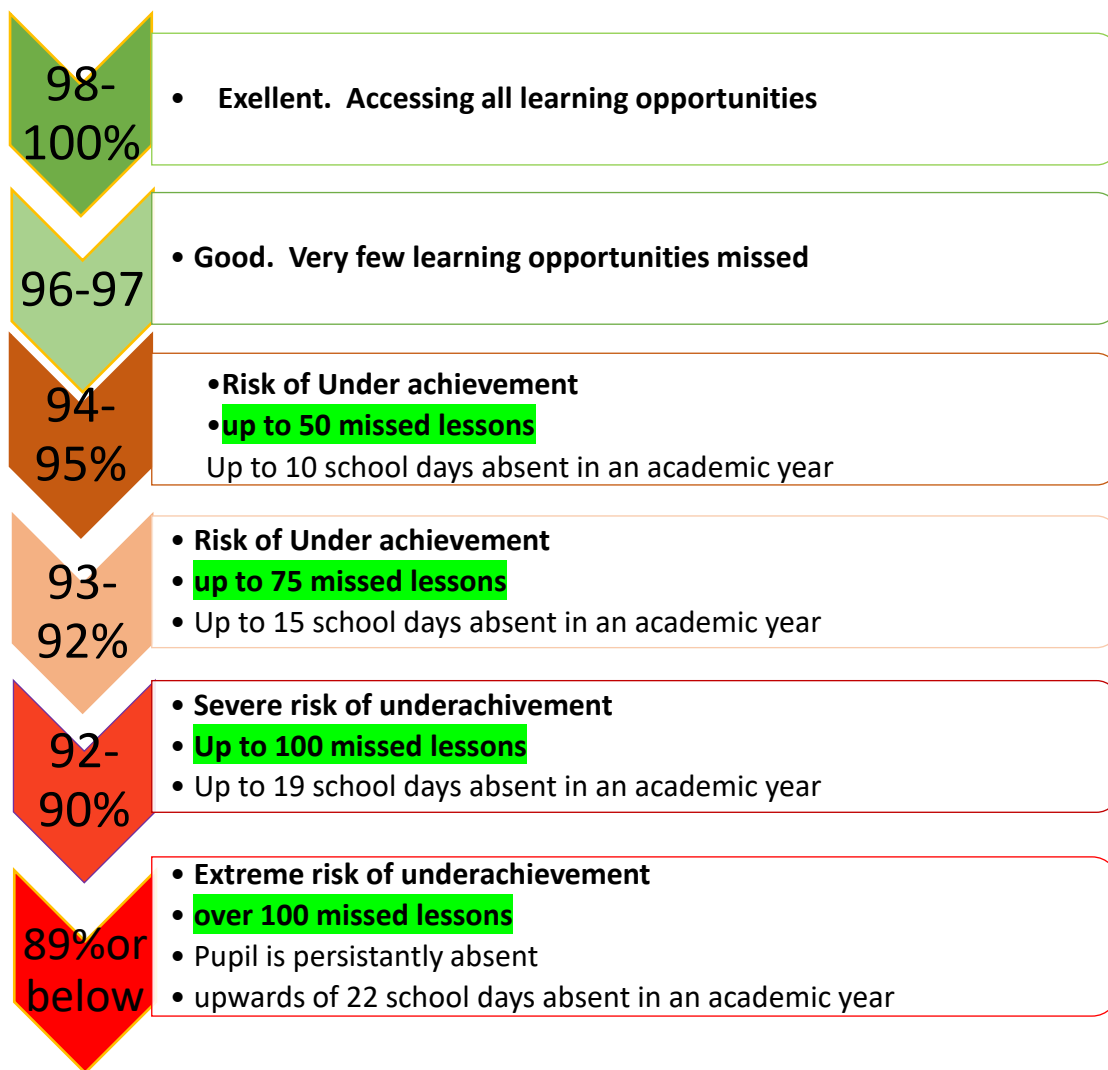 98-
100%
• Exellent. Accessing all learning opportunities
96-97
• Good. Very few learning opportunities missed
94-
95%
•Risk of Under achievement
•up to 50 missed lessons
Up to 10 school days absent in an academic year
93-
92%
• Risk of Under achievement
• up to 75 missed lessons
• Up to 15 school days absent in an academic year
92-
90%
• Severe risk of underachivement
• Up to 100 missed lessons
• Up to 19 school days absent in an academic year
89%or
below
• Extreme risk of underachievement
• over 100 missed lessons
• Pupil is persistantly absent
• upwards of 22 school days absent in an academic year